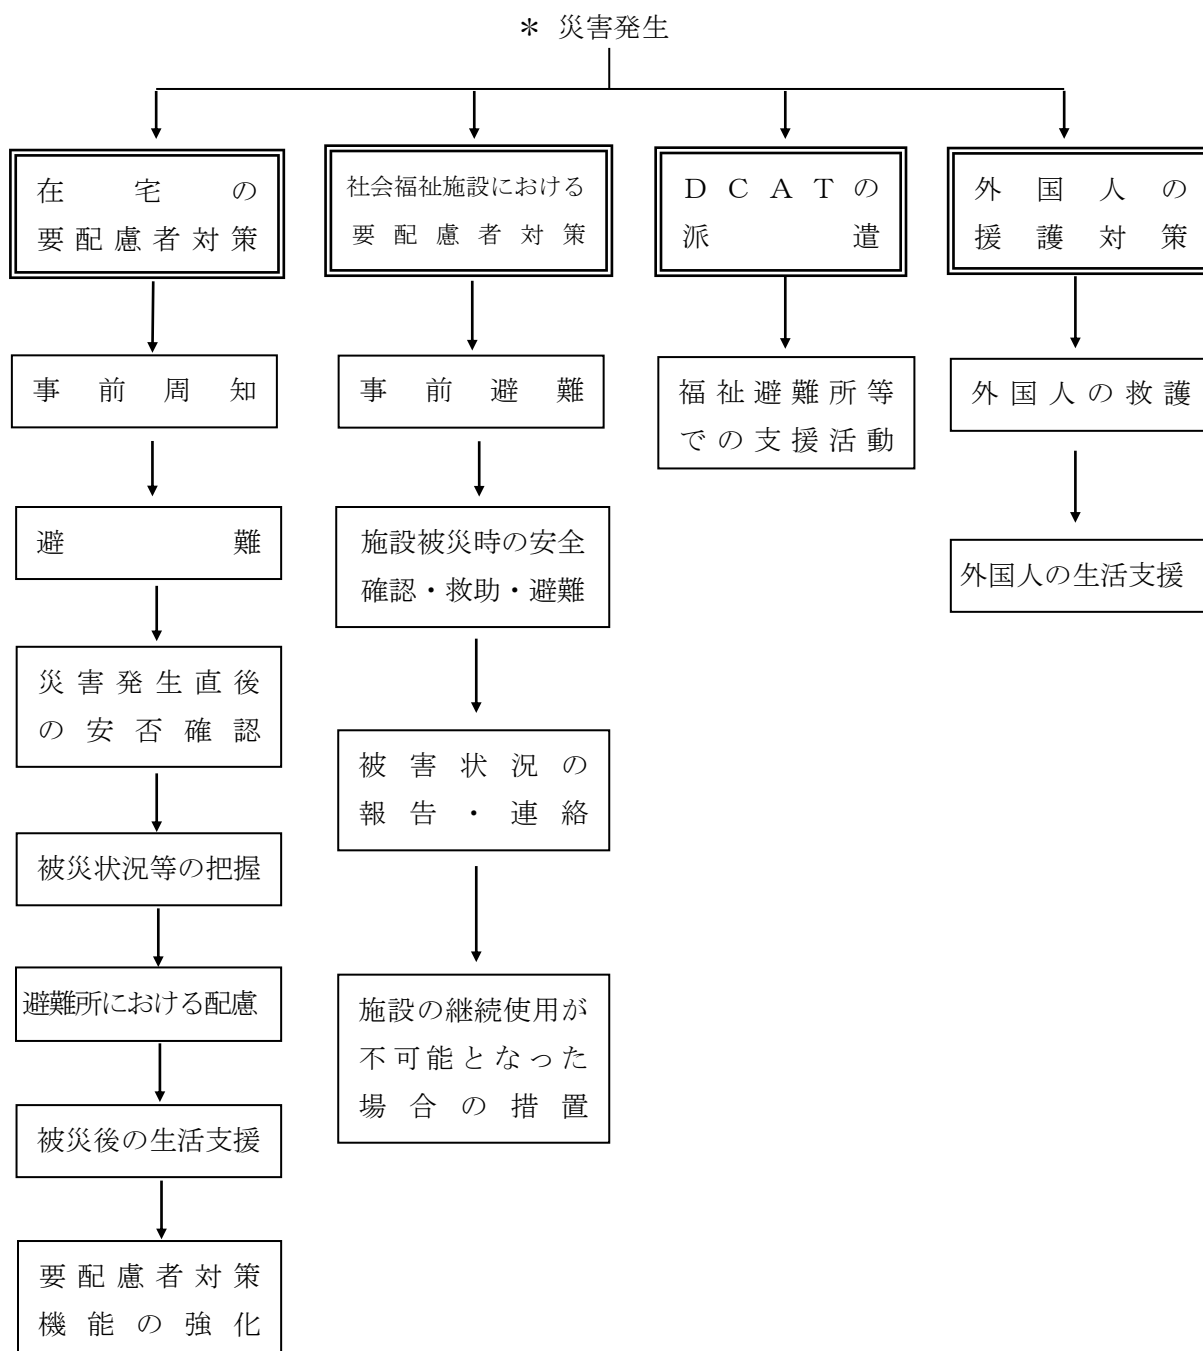 ＊ 災害発生
在宅の
要配慮者対策
社会福祉施設における
要配慮者対策
ＤＣＡＴの
派遣
外国人の
援護対策
事前周知
避難
災害発生直後
の安否確認
被災状況等の把握
避難所における配慮
被災後の生活支援
要配慮者対策
機能の強化
事前避難
施設被災時の安全
確認・救助・避難
被害状況の
報告・連絡
施設の継続使用が
不可能となった
場合の措置
福祉避難所等
での支援活動
外国人の救護
外国人の生活支援